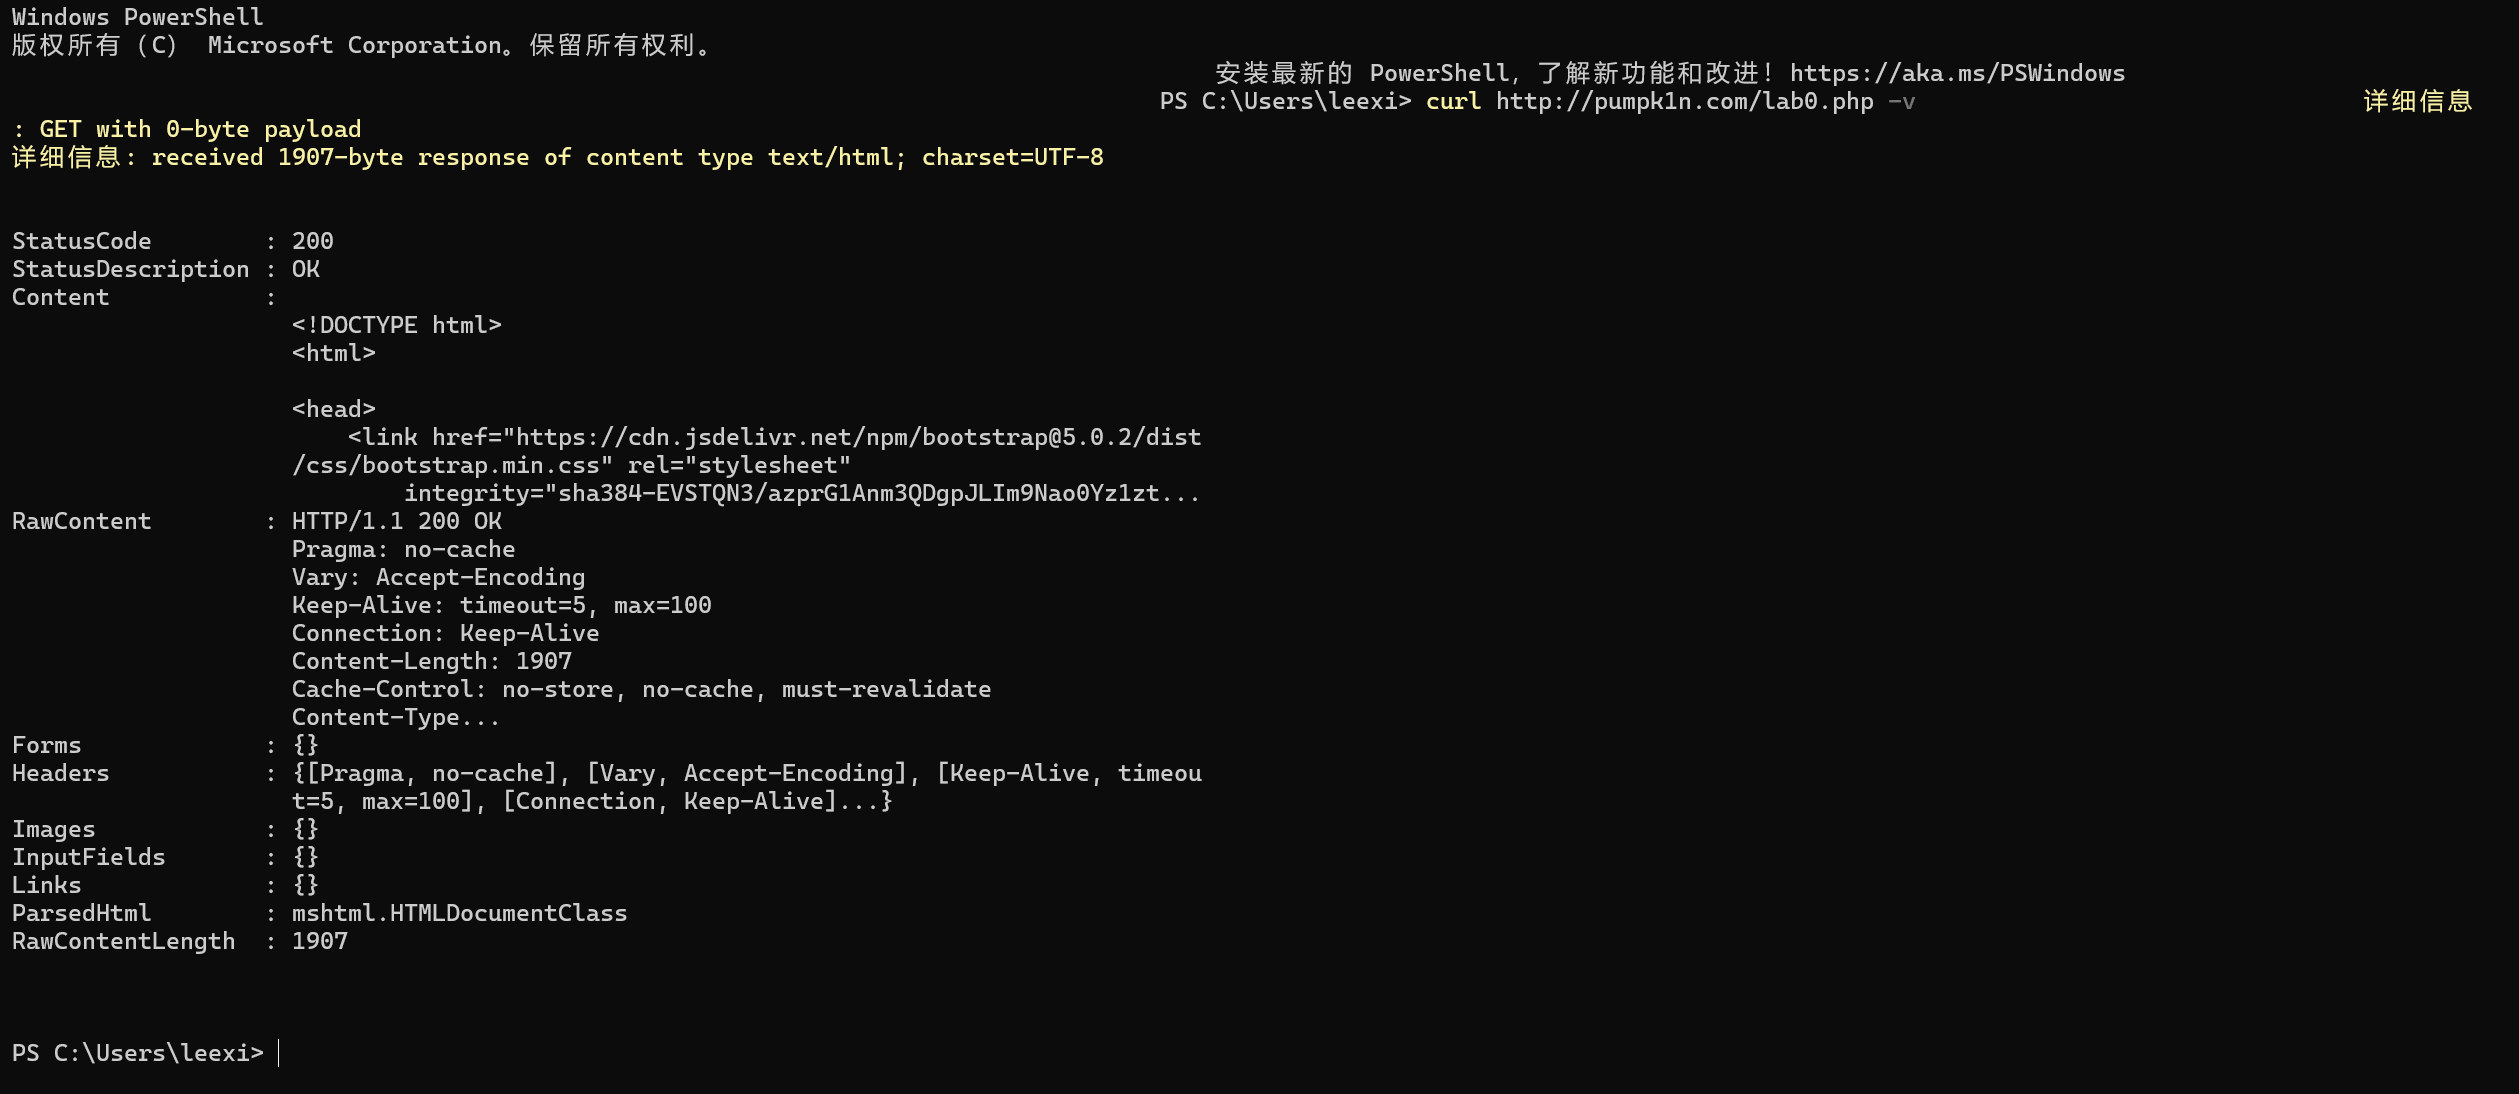 Windows PowerShell
版权所有（C） Microsoft Corporation。保留所有权利。
安装最新的 PowerShell，了解新功能和改进！https://aka.ms/PSWindows
PS C:\Users\leexi> curl http://pumpk1n.com/lab0.php -v 详细信息
: GET with 0-byte payload
详细信息: received 1907-byte response of content type text/html; charset=UTF-8
StatusCode : 200
StatusDescription : OK
Content :
<!DOCTYPE html>
<html>
<head>
<link href="https://cdn.jsdelivr.net/npm/bootstrap@5.0.2/dist
/css/bootstrap.min.css" rel="stylesheet"
integrity="sha384-EVSTQN3/azprG1Anm3QDgpJLIm9Nao0Yz1zt...
RawContent : HTTP/1.1 200 OK
Pragma: no-cache
Vary: Accept-Encoding
Keep-Alive: timeout=5, max=100
Connection: Keep-Alive
Content-Length: 1907
Cache-Control: no-store, no-cache, must-revalidate
Content-Type...
Forms : {}
Headers : {[Pragma, no-cache], [Vary, Accept-Encoding], [Keep-Alive, timeou
t=5, max=100], [Connection, Keep-Alive]...}
Images : {}
InputFields : {}
Links : {}
ParsedHtml : mshtml.HTMLDocumentClass
RawContentLength : 1907
PS C:\Users\leexi>